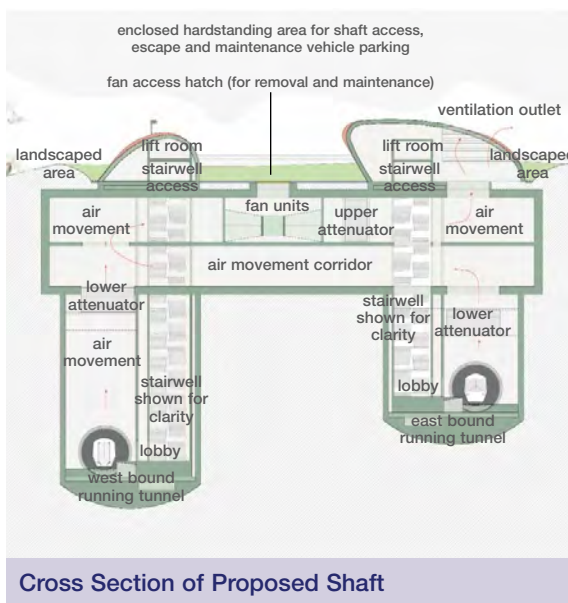 enclosed hardstanding area for shaft access,
escape and maintenance vehicle parking
fan access hatch (for removal and maintenance)
ventilation outlet
lift room
lift room
landscaped
area
stairwell
access
stairwell
access
landscaped
area
air
movement
fan units
upper
attenuator
air
movement
air movement corridor
lower
attenuator
stairwell
shown for
clarity
lower
attenuator
air
movement
stairwell
shown for
clarity
lobby
lobby
east bound
running tunnel
west bound
running tunnel
Cross Section of Proposed Shaft